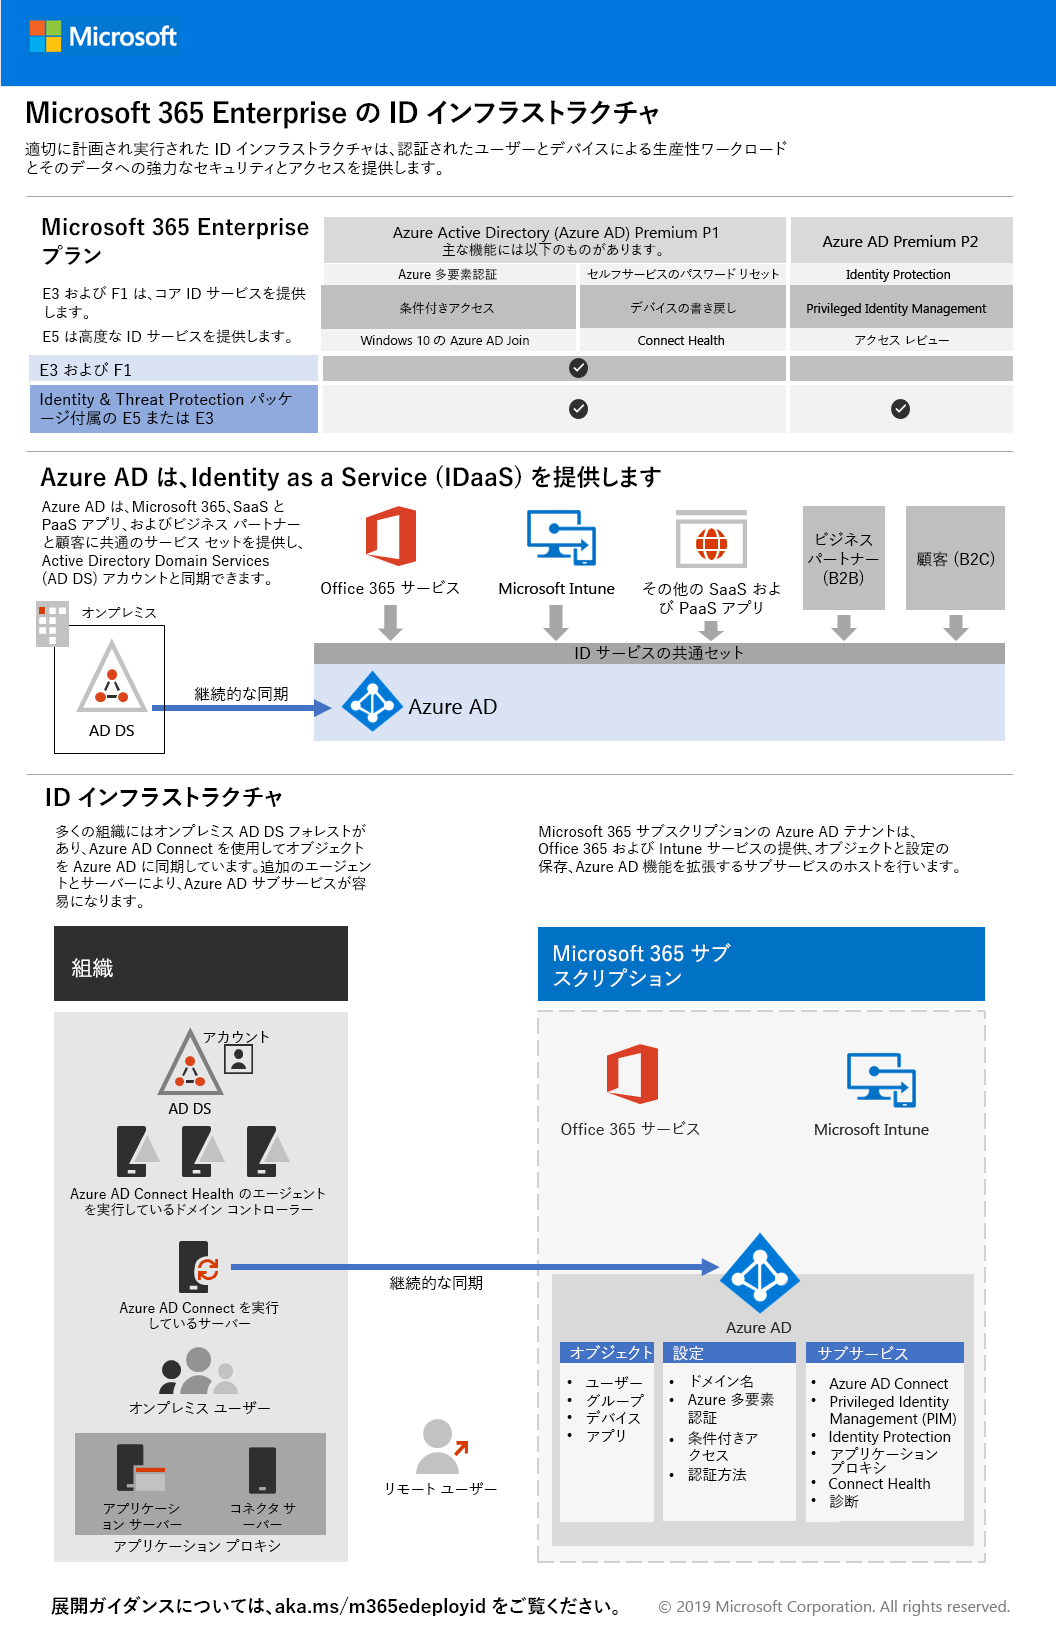 Microsoft
Microsoft 365 Enterprise の ID インフラストラクチャ
適切に計画され実行された ID インフラストラクチャは、認証されたユーザーとデバイスによる生産性ワークロード
とそのデータへの強力なセキュリティとアクセスを提供します。
Microsoft 365 Enterprise
プラン
E3 および F1 は、コア ID サービスを提供
します。
E5 は高度な ID サービスを提供します。
Azure Active Directory (Azure AD) Premium P1
主な機能には以下のものがあります。
Azure AD Premium P2
Azure 多要素認証
セルフサービスのパスワード リセット
Identity Protection
条件付きアクセス
デバイスの書き戻し
Privileged Identity Management
Windows 10 の Azure AD Join
Connect Health
アクセス レビュー
E3 および F1
Identity & Threat Protection パッケ
ージ付属の E5 または E3
Azure AD は、Identity as a Service (IDaaS) を提供します
Azure AD は、Microsoft 365、SaaS と
PaaS アプリ、およびビジネス パートナー
と顧客に共通のサービス セットを提供し、
Active Directory Domain Services
(AD DS) アカウントと同期できます。
Office 365 サービス
Microsoft Intune
その他の SaaS およ
び PaaS アプリ
ビジネス
パートナー
(B2B)
顧客 (B2C)
オンプレミス
AD DS
継続的な同期
ID サービスの共通セット
Azure AD
ID インフラストラクチャ
多くの組織にはオンプレミス AD DS フォレストが
あり、Azure AD Connect を使用してオブジェクト
を Azure AD に同期しています。追加のエージェン
トとサーバーにより、Azure AD サブサービスが容
易になります。
Microsoft 365 サブスクリプションの Azure AD テナントは、
Office 365 および Intune サービスの提供、オブジェクトと設定の
保存、Azure AD 機能を拡張するサブサービスのホストを行います。
組織
アカウント
AD DS
Azure AD Connect Health のエージェント
を実行しているドメイン コントローラー
Azure AD Connect を実行
しているサーバー
オンプレミス ユーザー
アプリケーシ
ョン サーバー
コネクタ サ
ーバー
アプリケーション プロキシ
継続的な同期
リモート ユーザー
Microsoft 365 サブ
スクリプション
Office 365 サービス
Microsoft Intune
Azure AD
オブジェクト
• ユーザー
• グループ
• デバイス
• アプリ
設定
• ドメイン名
• Azure 多要素
認証
• 条件付きア
クセス
• 認証方法
サブサービス
• Azure AD Connect
• Privileged Identity
Management (PIM)
• Identity Protection
• アプリケーション
プロキシ
• Connect Health
• 診断
展開ガイダンスについては、aka.ms/m365edeployid をご覧ください。
© 2019 Microsoft Corporation. All rights reserved.